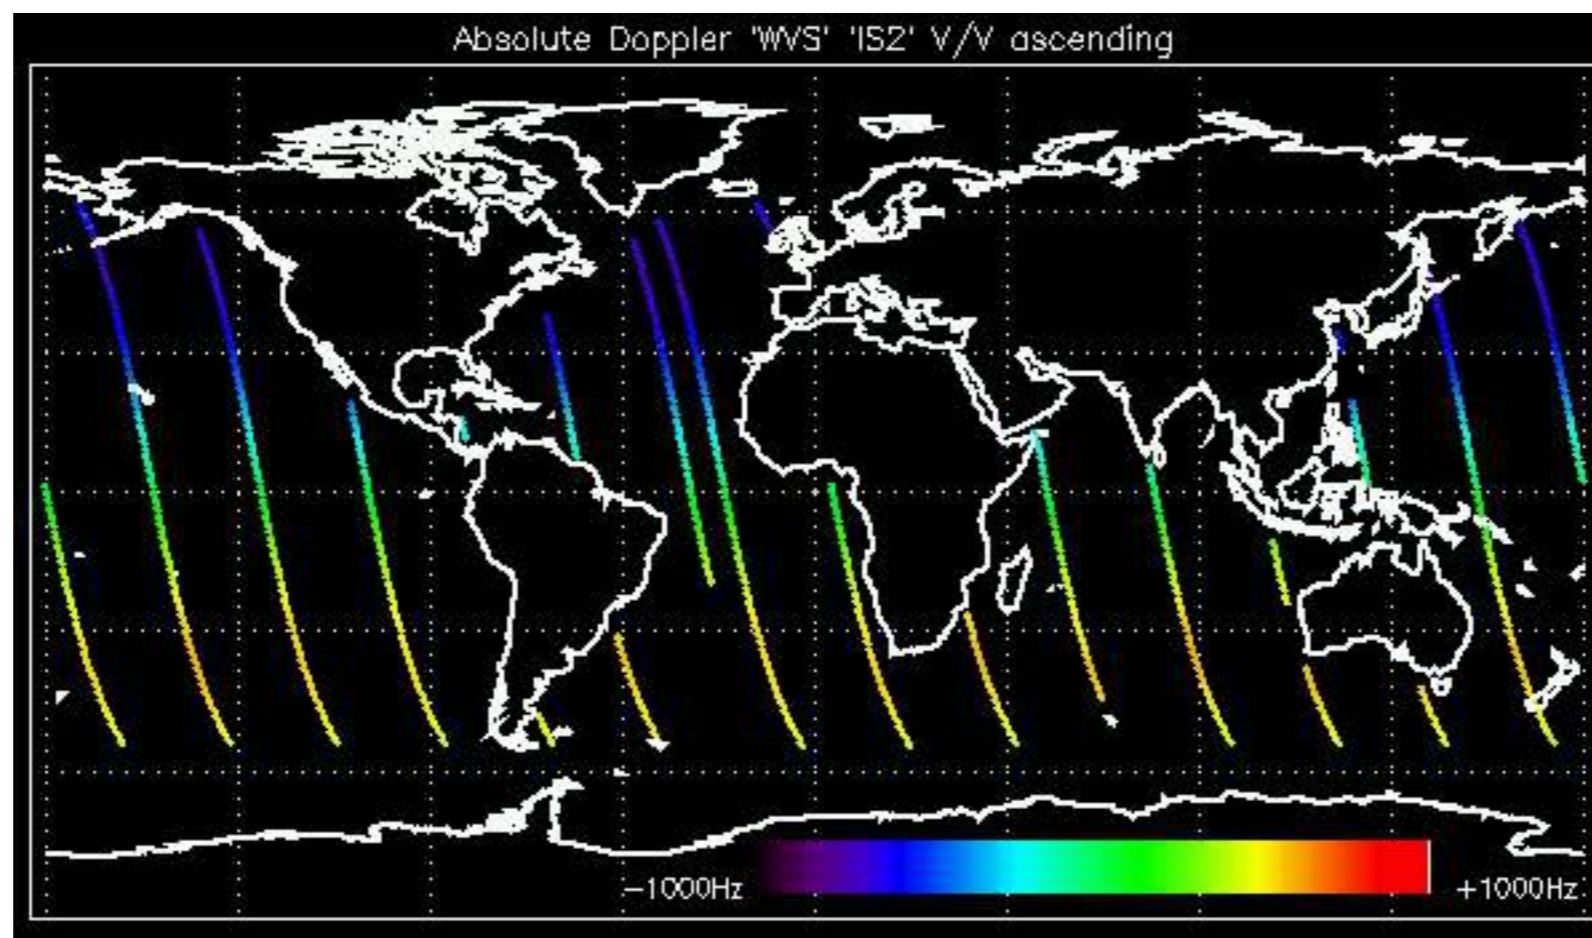 Absolute Doppler 'WVS' 'IS2' V/V ascending
−1000Hz +1000Hz